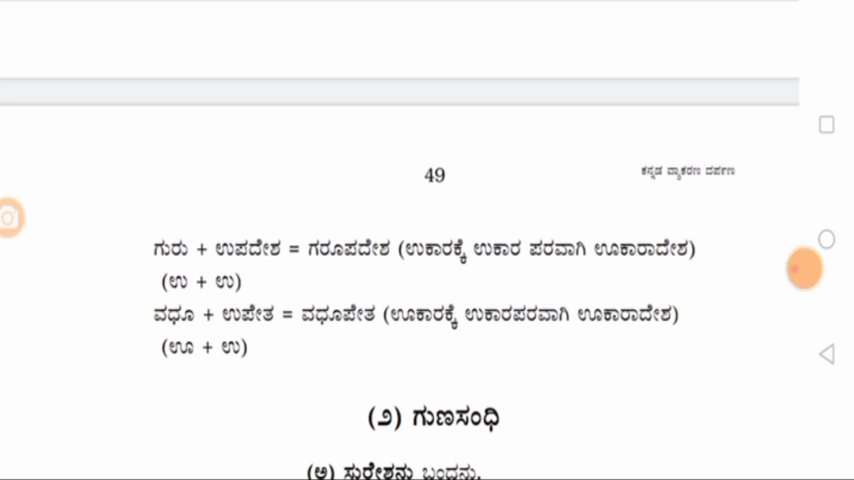 49
ಕನ್ನಡ ವ್ಯಾಕರಣ ದರ್ಪಣ
ಗುರು + ಉಪದೇಶ = ಗರೂಪದೇಶ (ಉಕಾರಕ್ಕೆ ಉಕಾರ ಪರವಾಗಿ ಊಕಾರಾದೇಶ)
(ಉ + ಉ)
ವಧೂ + ಉಪೇತ = ವಧೂಪೇತ (ಊಕಾರಕ್ಕೆ ಉಕಾರಪರವಾಗಿ ಊಕಾರಾದೇಶ)
(ಊ + ಉ)
(೨) ಗುಣಸಂಧಿ
(ಅ) ಸುರೇಶನು ಬಂದನು.